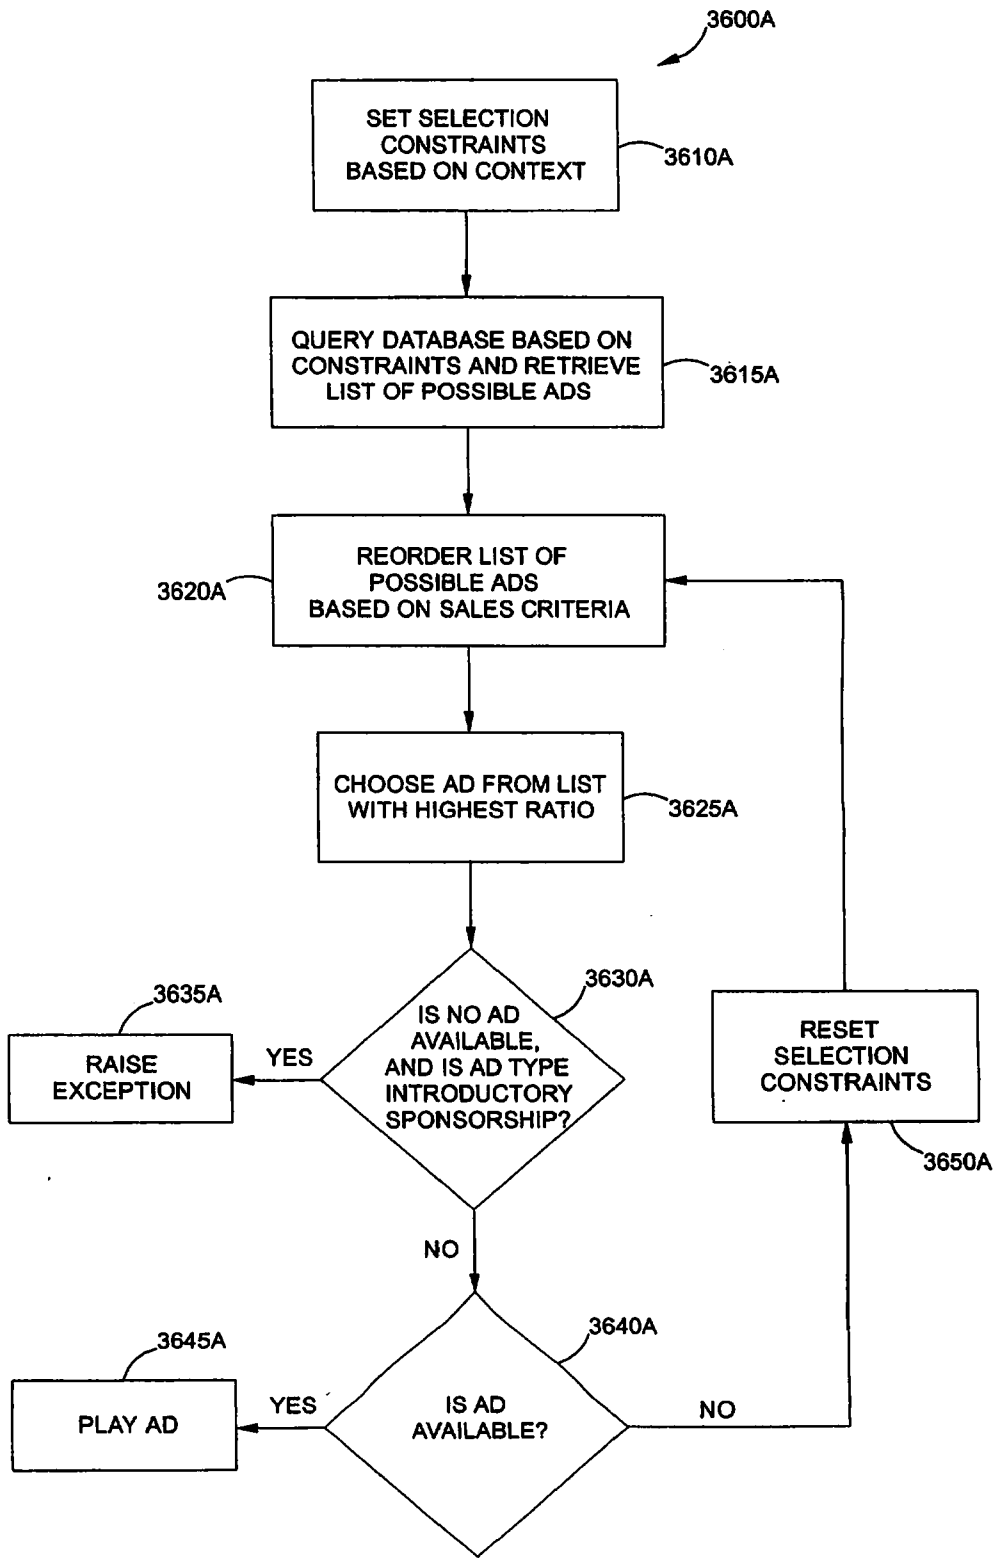 3600A
SET SELECTION
CONSTRAINTS
BASED ON CONTEXT
3610A
QUERY DATABASE BASED ON
CONSTRAINTS AND RETRIEVE
LIST OF POSSIBLE ADS
3615A
REORDER LIST OF
POSSIBLE ADS
BASED ON SALES CRITERIA
3620A
CHOOSE AD FROM LIST
WITH HIGHEST RATIO
3625A
IS NO AD
AVAILABLE,
AND IS AD TYPE
INTRODUCTORY
SPONSORSHIP?
3630A
YES
3635A
RAISE
EXCEPTION
RESET
SELECTION
CONSTRAINTS
3650A
NO
IS AD
AVAILABLE?
3640A
YES
NO
3645A
PLAY AD